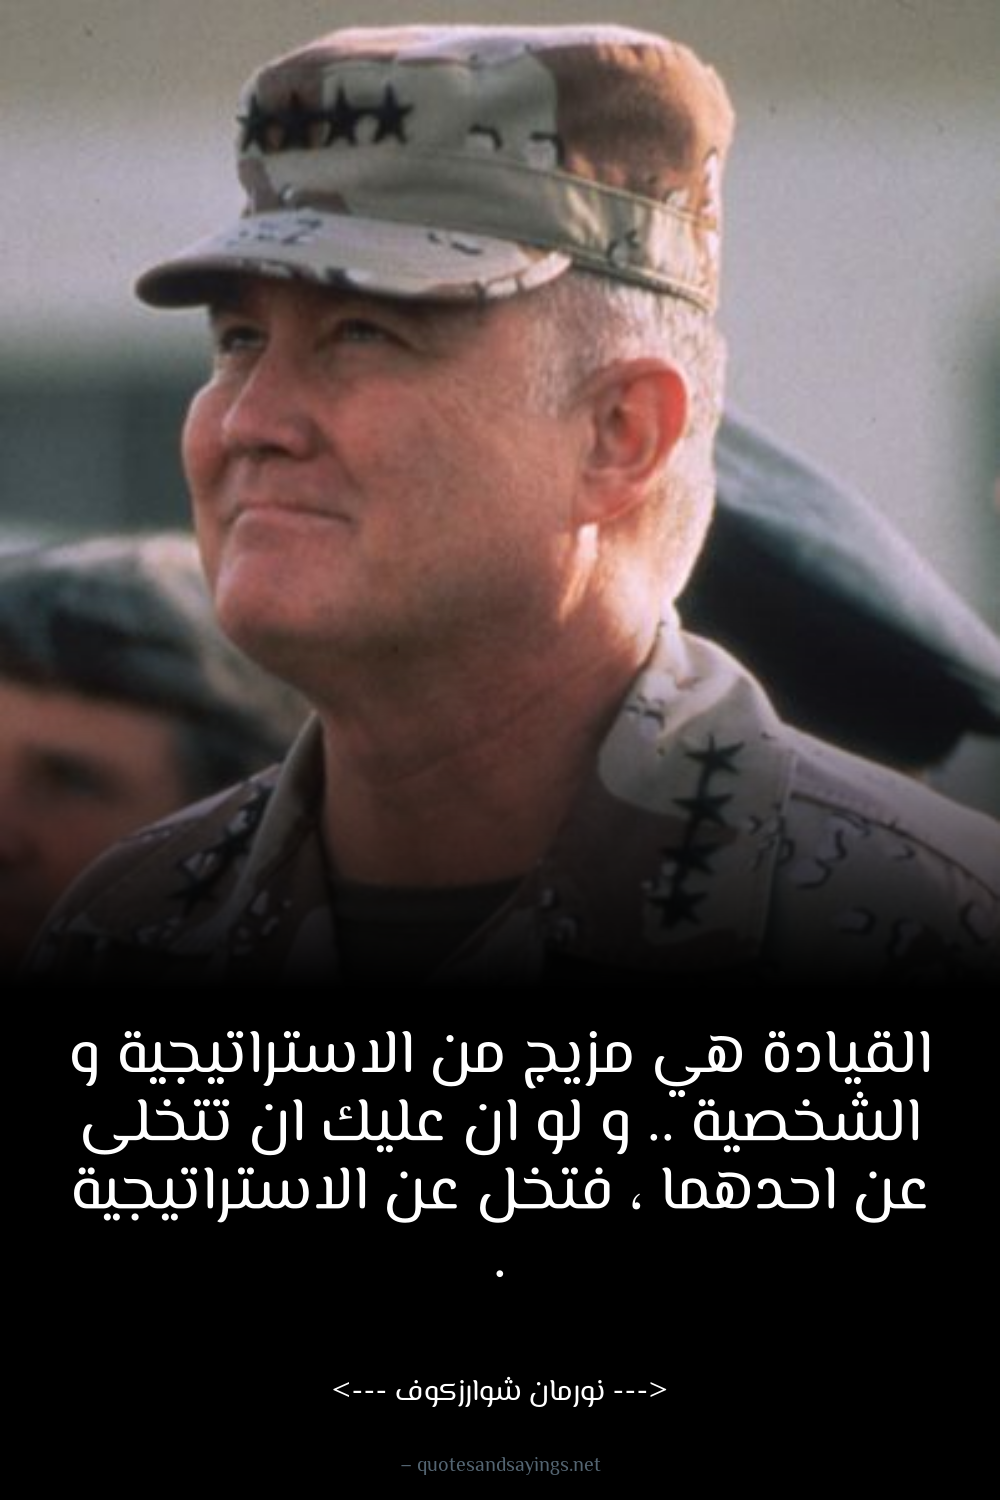 القيادة هي مزيج من الاستراتيجية و
الشخصية .. و لو ان عليك ان تتخلى
عن احدهما ، فتخل عن الاستراتيجية
.
<--- نورمان شوارزكوف --->
– quotesandsayings.net